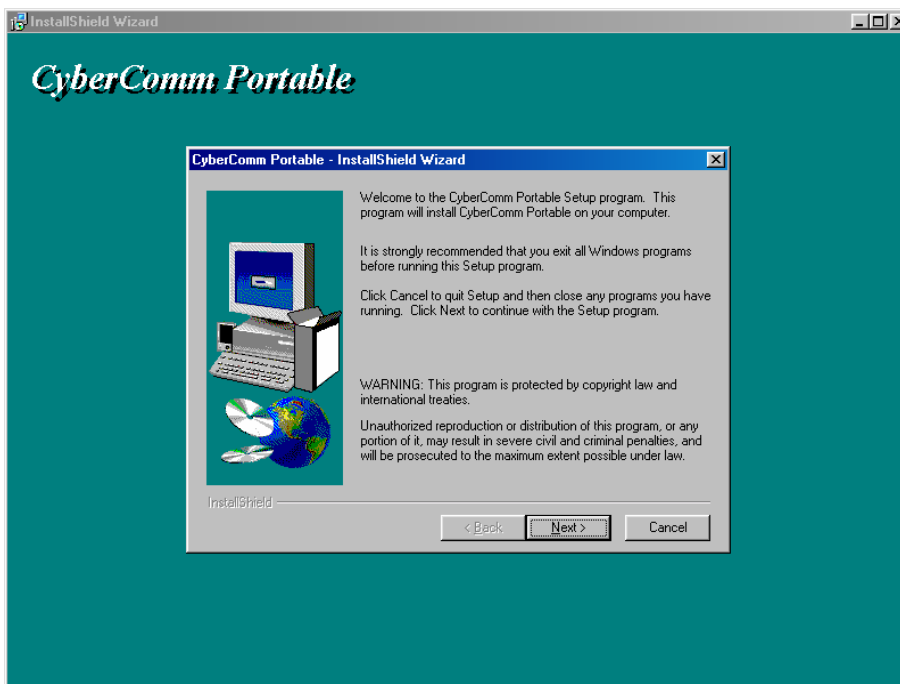 InstallShield Wizard
CyberComm Portable
CyberComm Portable - InstallShield Wizard
Welcome to the CyberComm Portable Setup program. This
program will install CyberComm Portable on your computer.
It is strongly recommended that you exit all Windows programs
before running this Setup program.
Click Cancel to quit Setup and then close any programs you have
running. Click Next to continue with the Setup program.
WARNING: This program is protected by copyright law and
international treaties.
Unauthorized reproduction or distribution of this program, or any
portion of it, may result in severe civil and criminal penalties, and
will be prosecuted to the maximum extent possible under law.
InstallShield
< Back Next > Cancel